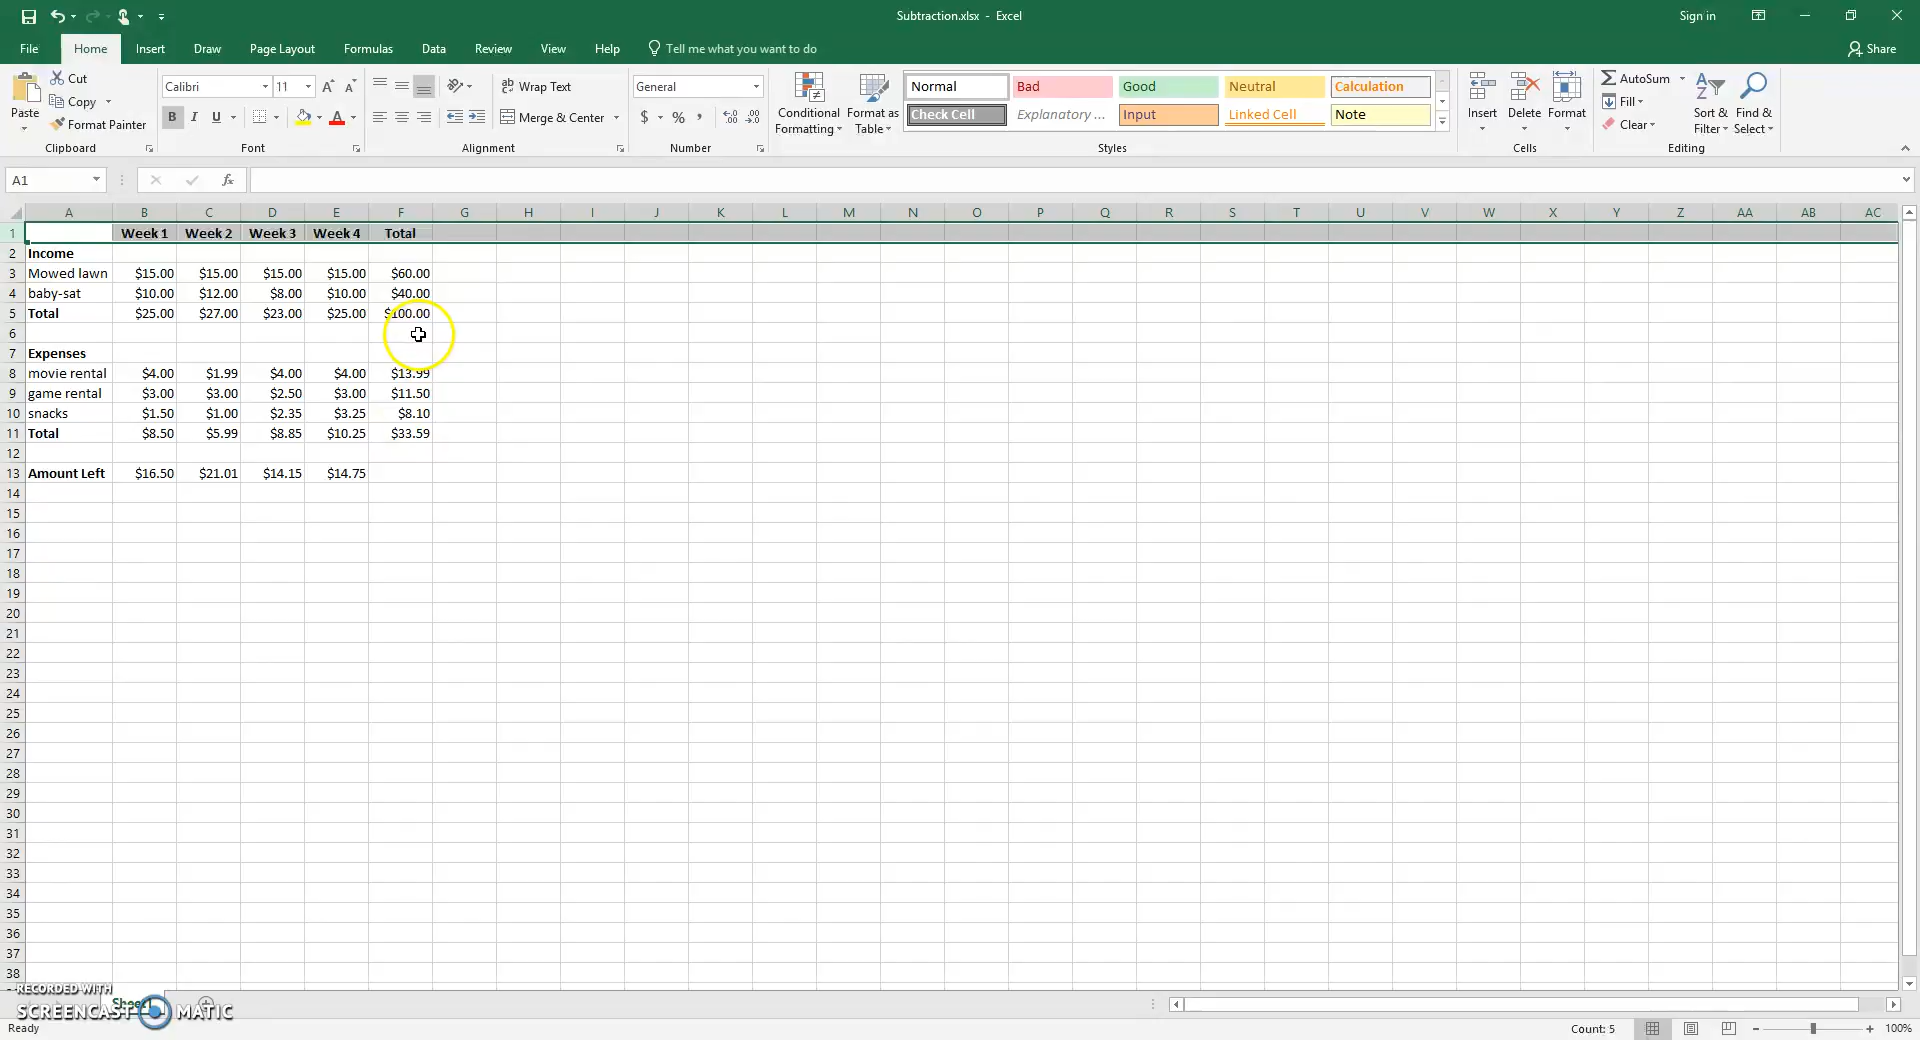 Subtraction.xlsx - Excel
Sign in
File Home Insert Draw Page Layout Formulas Data Review View Help Tell me what you want to do Share
Paste
Cut
Copy
Format Painter
Clipboard
Calibri 11 A A
B I U A
Font
ab Wrap Text
Merge & Center
Alignment
General
$ % ,
Number
Conditional Formatting
Format as Table
Normal Bad Good Neutral Calculation
Check Cell Explanatory ... Input Linked Cell Note
Styles
Insert Delete Format
Cells
AutoSum
Fill
Clear
Sort & Filter
Find & Select
Editing
A1 fx
A B C D E F G H I J K L M N O P Q R S T U V W X Y Z AA AB AC
1 Week 1 Week 2 Week 3 Week 4 Total
2 Income
3 Mowed lawn $15.00 $15.00 $15.00 $15.00 $60.00
4 baby-sat $10.00 $12.00 $8.00 $10.00 $40.00
5 Total $25.00 $27.00 $23.00 $25.00 $100.00
6
7 Expenses
8 movie rental $4.00 $1.99 $4.00 $4.00 $13.99
9 game rental $3.00 $3.00 $2.50 $3.00 $11.50
10 snacks $1.50 $1.00 $2.35 $3.25 $8.10
11 Total $8.50 $5.99 $8.85 $10.25 $33.59
12
13 Amount Left $16.50 $21.01 $14.15 $14.75
14
15
16
17
18
19
20
21
22
23
24
25
26
27
28
29
30
31
32
33
34
35
36
37
38
RECORDED WITH
SCREENCAST MATIC
Sheet1
Ready
Count: 5
100%